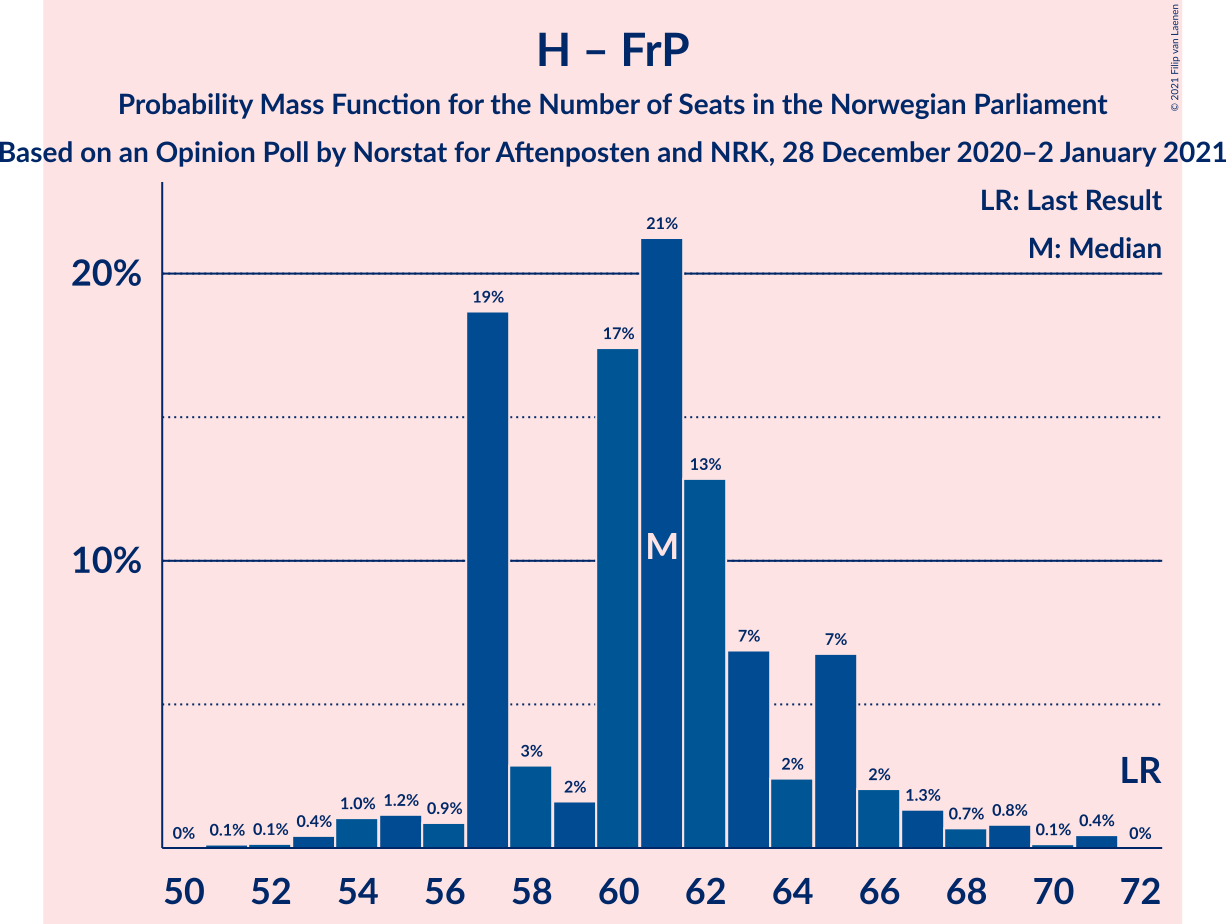 H – FrP
© 2021 Filip van Laenen
Probability Mass Function for the Number of Seats in the Norwegian Parliament
Based on an Opinion Poll by Norstat for Aftenposten and NRK, 28 December 2020–2 January 2021
LR: Last Result
M: Median
20%
10%
0%
0.1%
0.1%
0.4%
1.0%
1.2%
0.9%
19%
3%
2%
17%
21%
13%
7%
2%
7%
2%
1.3%
0.7%
0.8%
0.1%
0.4%
0%
M
LR
50 52 54 56 58 60 62 64 66 68 70 72